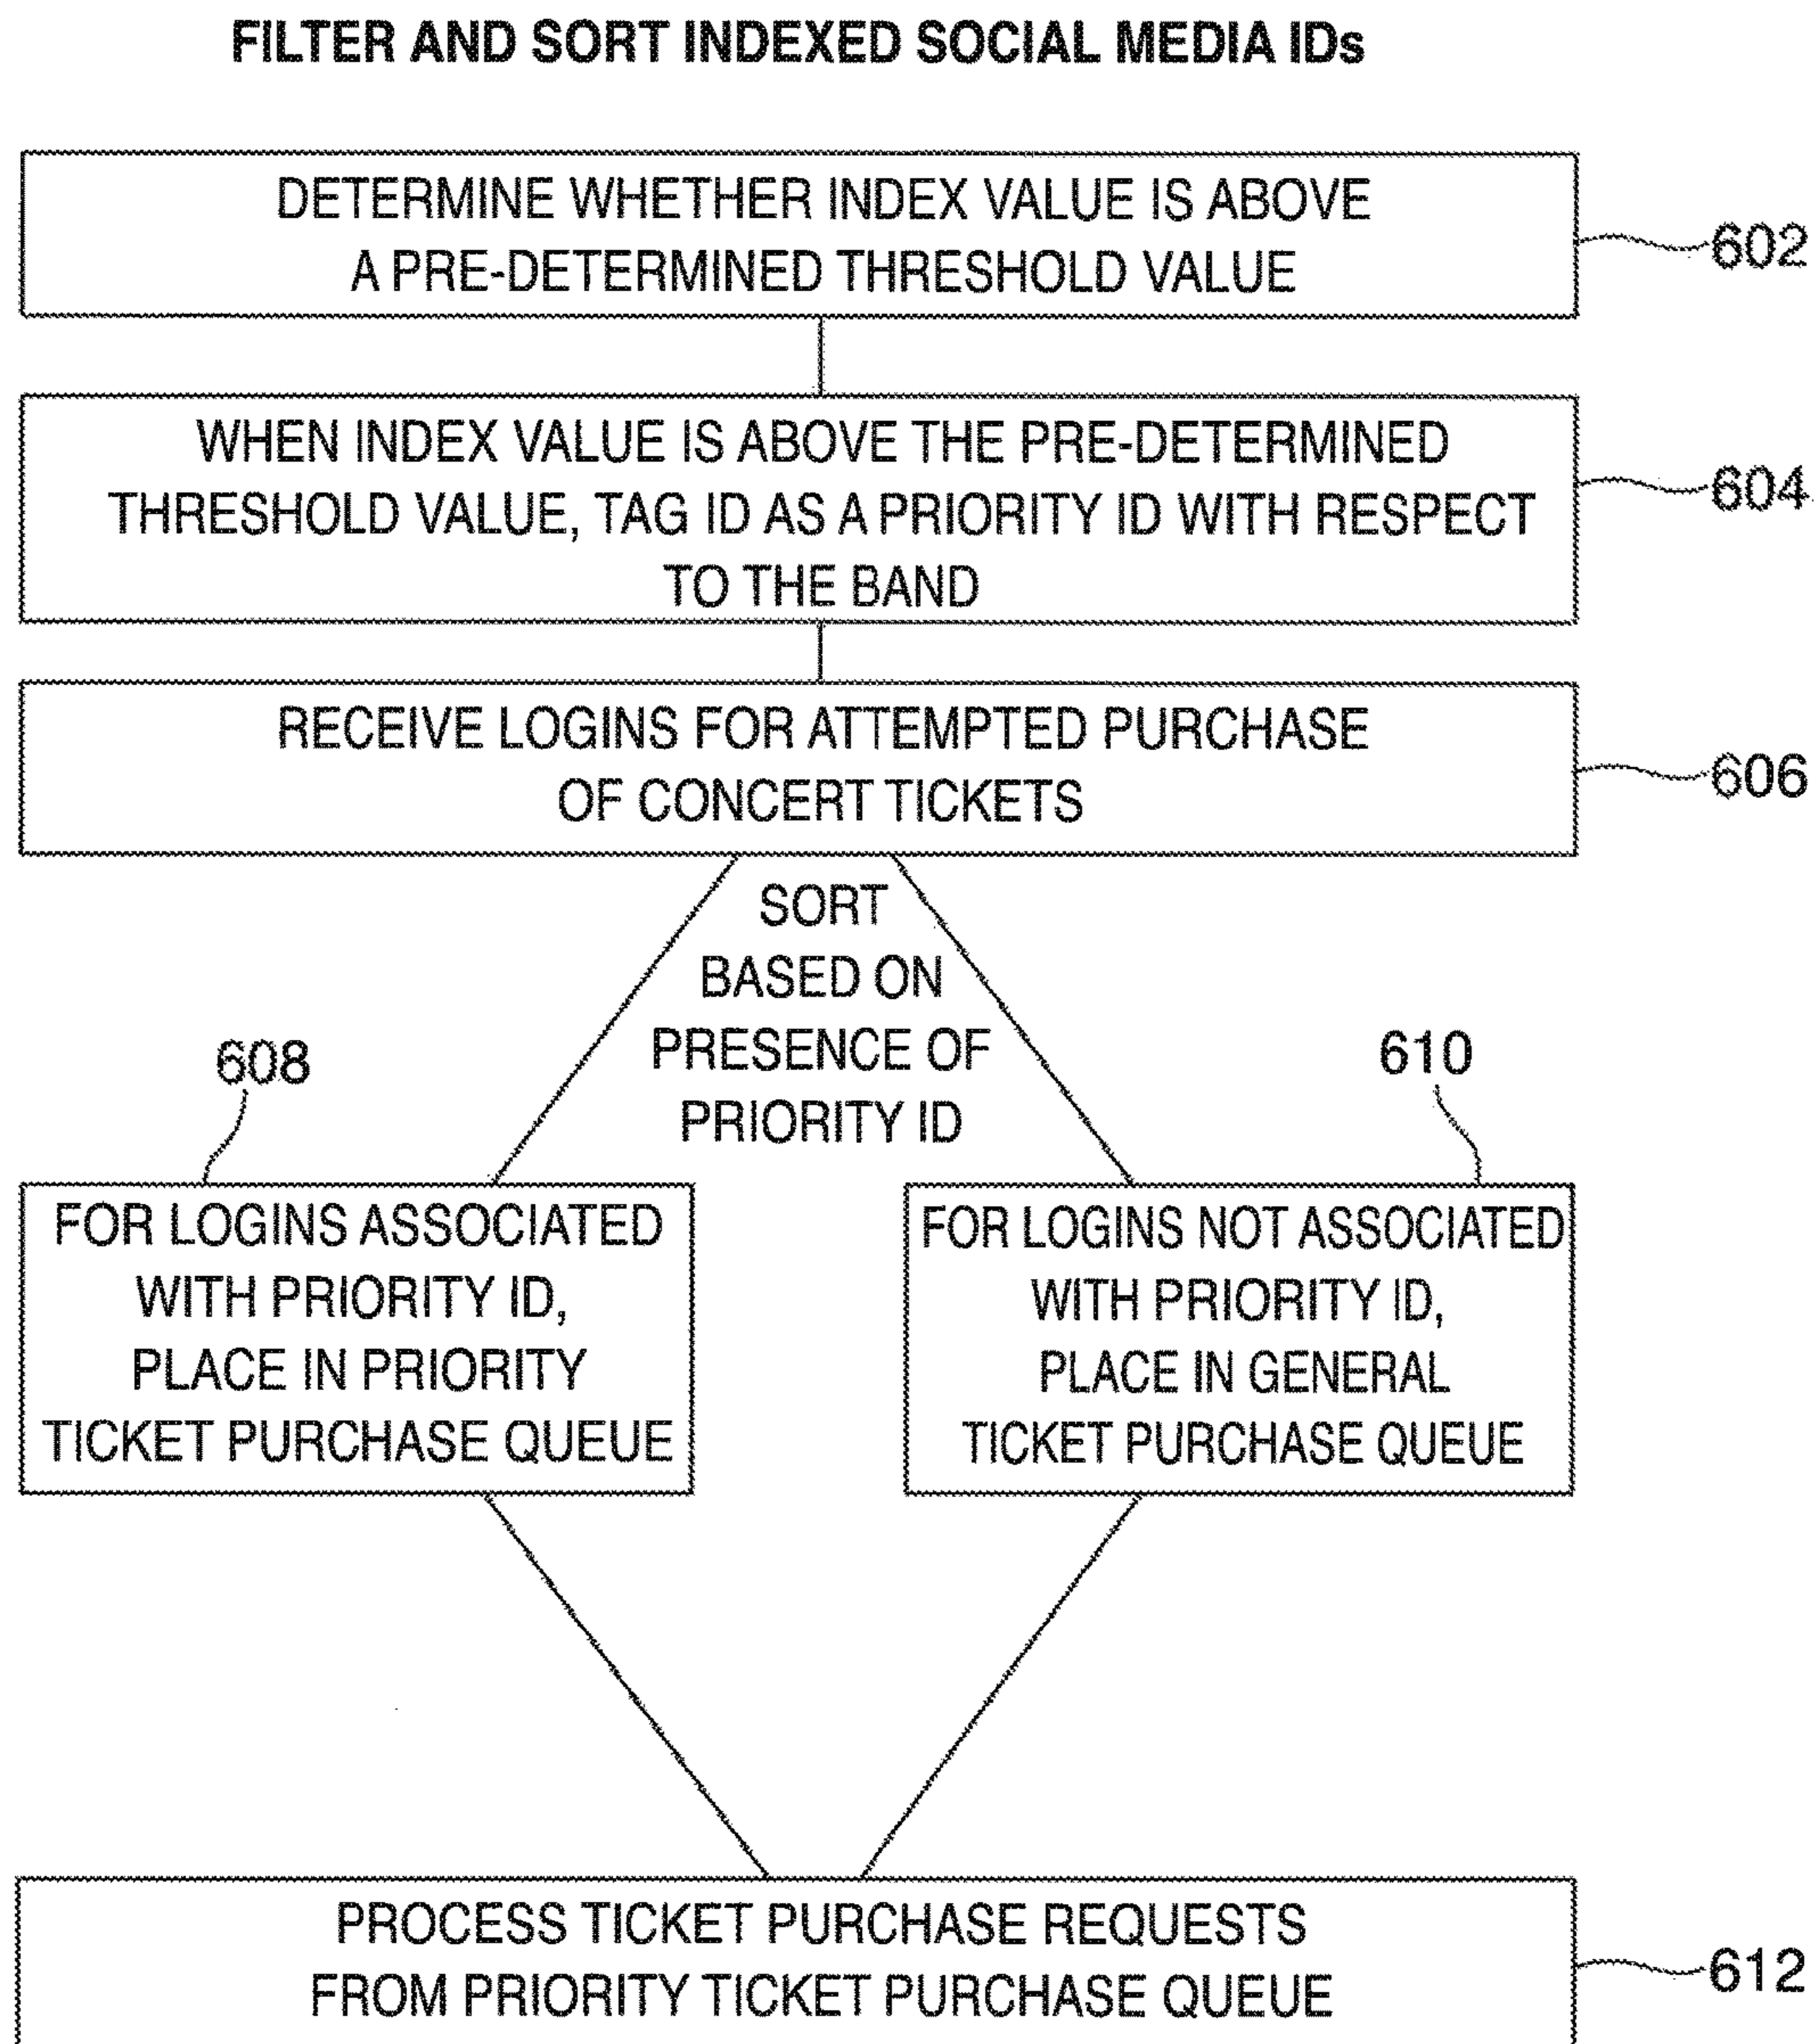 FILTER AND SORT INDEXED SOCIAL MEDIA IDs
DETERMINE WHETHER INDEX VALUE IS ABOVE
A PRE-DETERMINED THRESHOLD VALUE
602
WHEN INDEX VALUE IS ABOVE THE PRE-DETERMINED
THRESHOLD VALUE, TAG ID AS A PRIORITY ID WITH RESPECT
TO THE BAND
604
RECEIVE LOGINS FOR ATTEMPTED PURCHASE
OF CONCERT TICKETS
606
SORT
BASED ON
PRESENCE OF
PRIORITY ID
608
FOR LOGINS ASSOCIATED
WITH PRIORITY ID,
PLACE IN PRIORITY
TICKET PURCHASE QUEUE
610
FOR LOGINS NOT ASSOCIATED
WITH PRIORITY ID,
PLACE IN GENERAL
TICKET PURCHASE QUEUE
PROCESS TICKET PURCHASE REQUESTS
FROM PRIORITY TICKET PURCHASE QUEUE
612